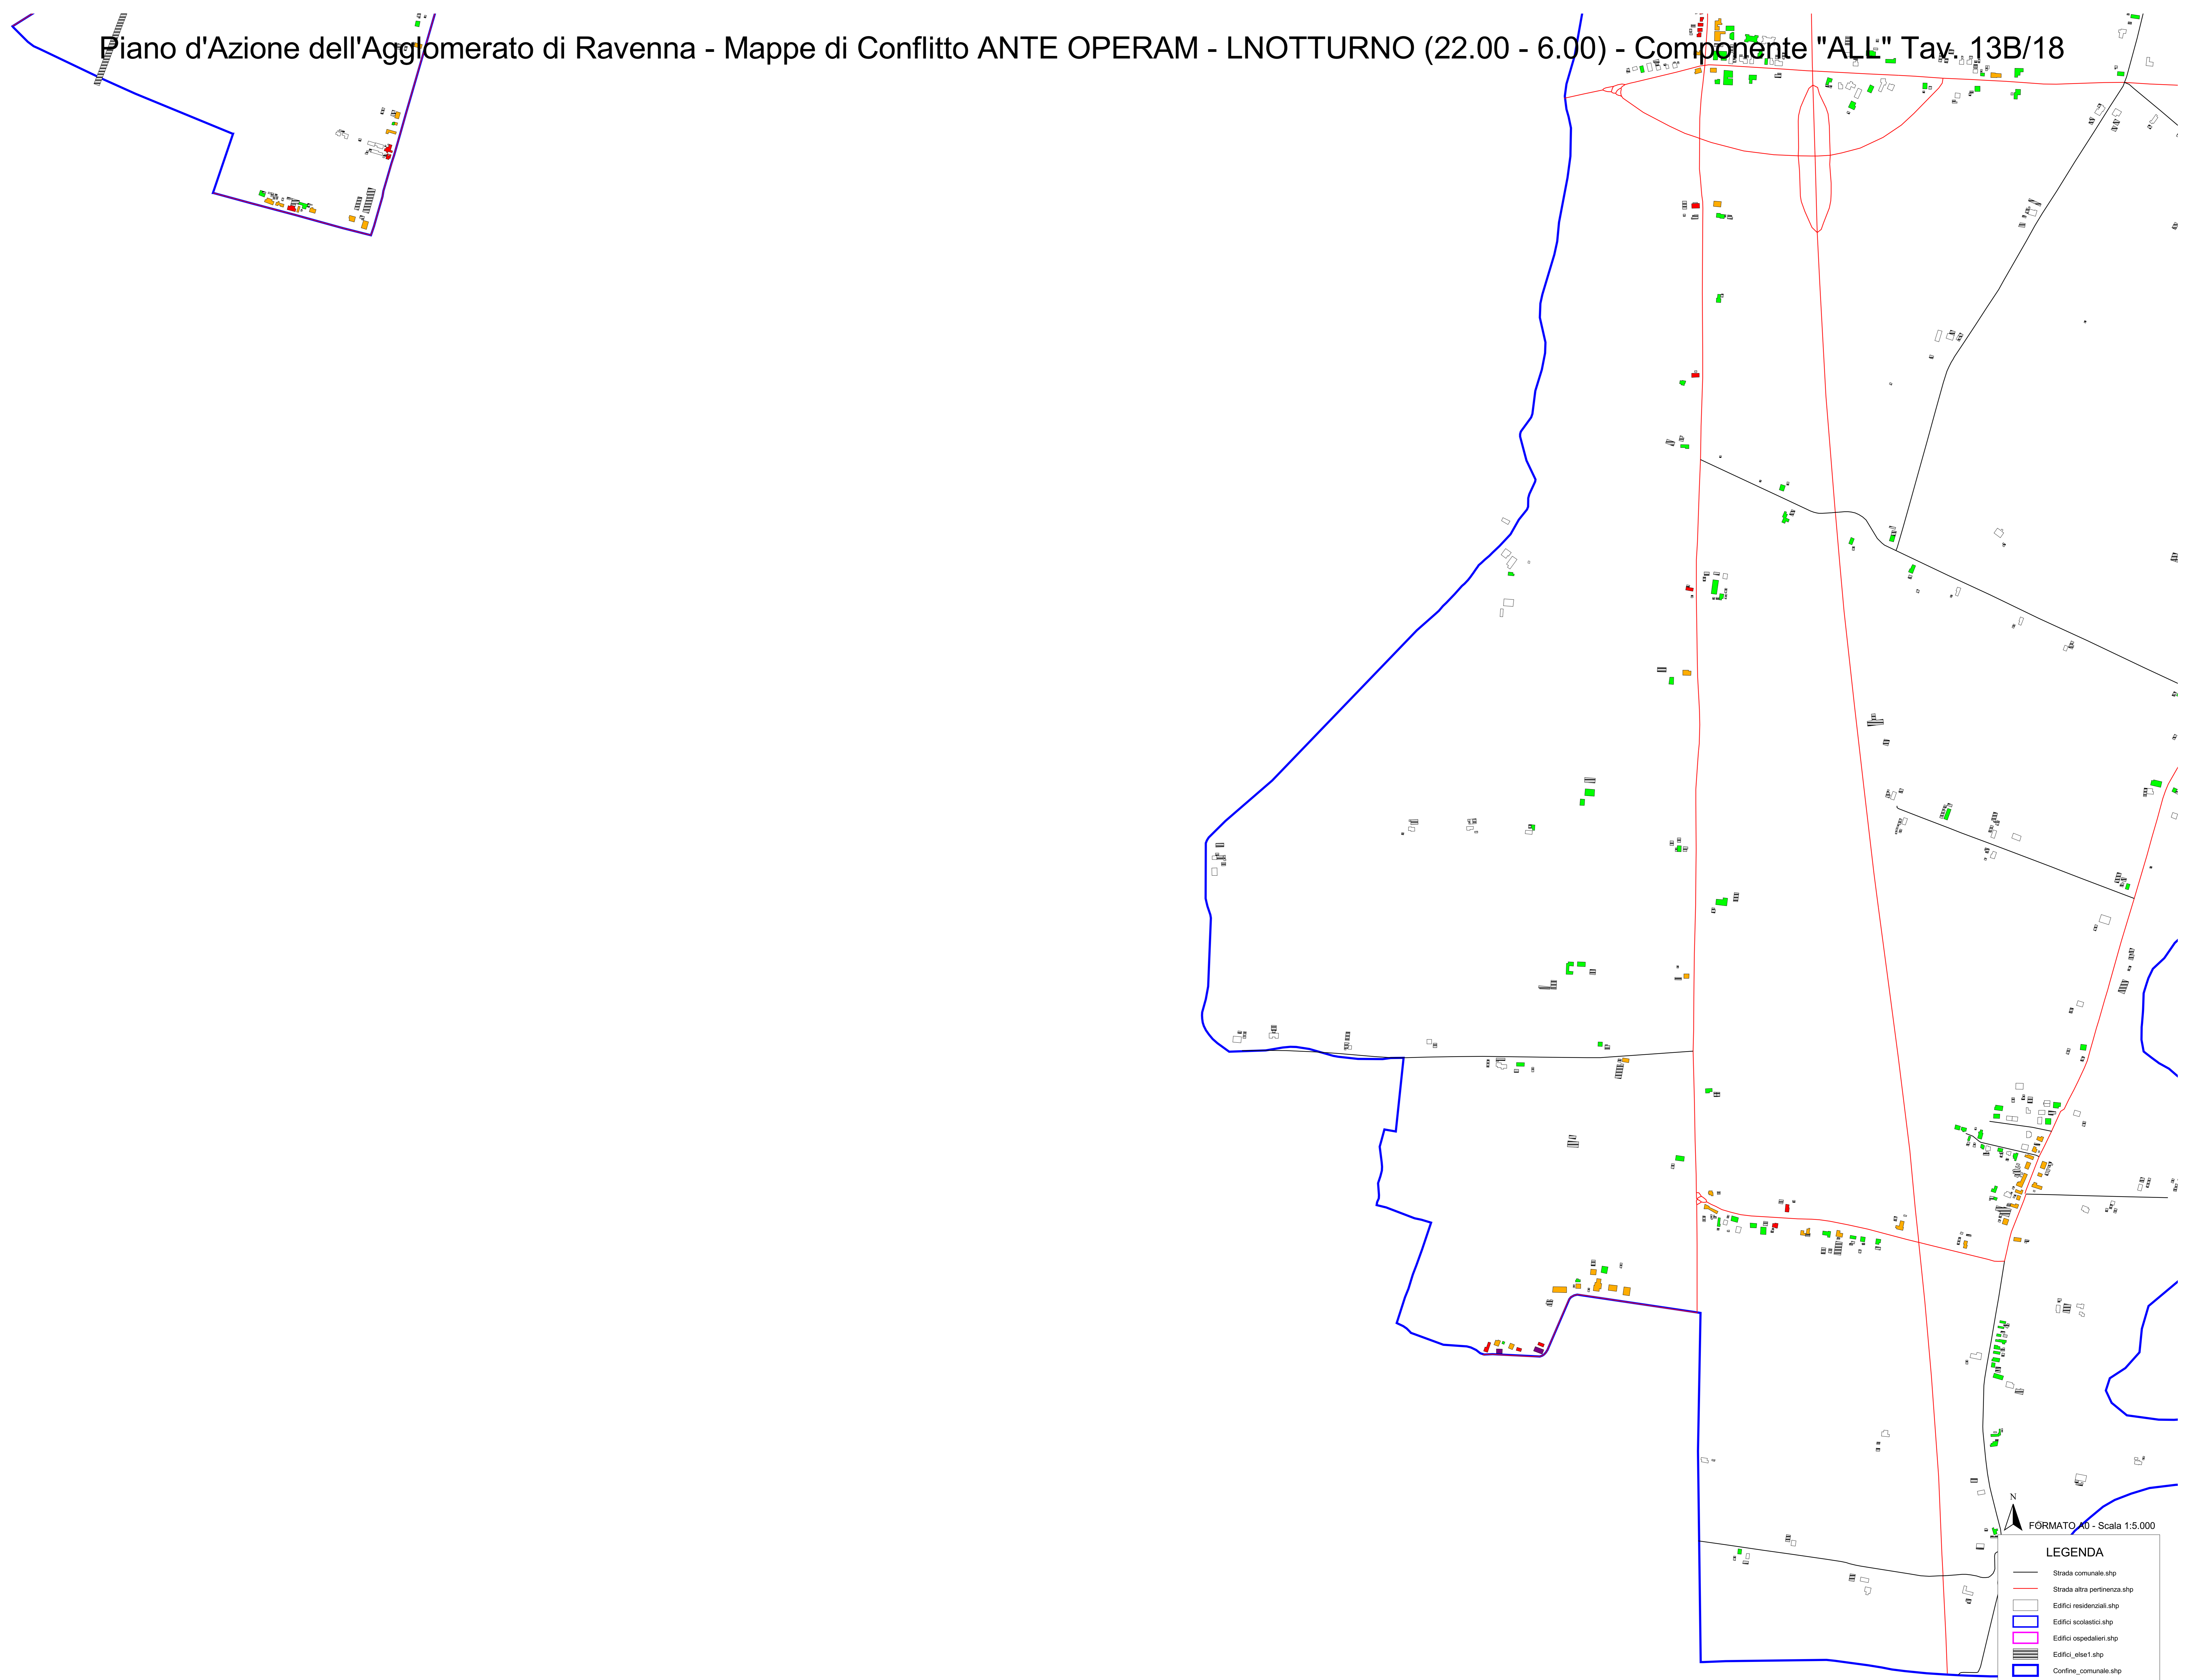 Piano d'Azione dell'Agglomerato di Ravenna - Mappe di Conflitto ANTE OPERAM - LNOTTURNO (22.00 - 6.00) - Componente "ALL" Tav. 13B/18
N
FORMATO A0 - Scala 1:5.000
LEGENDA
Strada comunale.shp
Strada altra pertinenza.shp
Edifici residenziali.shp
Edifici scolastici.shp
Edifici ospedalieri.shp
Edifici_else1.shp
Confine_comunale.shp